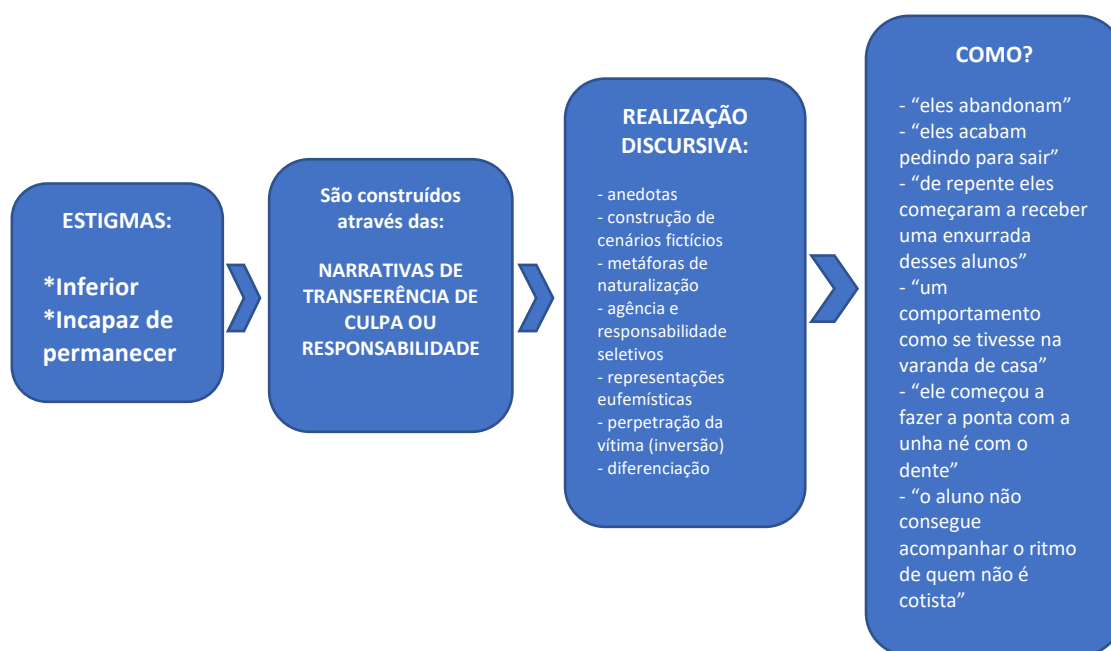 ESTIGMAS:
*Inferior
*Incapaz de
permanecer
São construídos
através das:
NARRATIVAS DE
TRANSFERÊNCIA DE
CULPA OU
RESPONSABILIDADE
REALIZAÇÃO
DISCURSIVA:
- anedotas
- construção de
cenários fictícios
- metáforas de
naturalização
- agência e
responsabilidade
seletivos
- representações
eufemísticas
- perpetração da
vítima (inversão)
- diferenciação
COMO?
- “eles abandonam”
- “eles acabam
pedindo para sair”
- “de repente eles
começaram a receber
uma enxurrada
desses alunos”
- “um
comportamento
como se tivesse na
varanda de casa”
- “ele começou a
fazer a ponta com a
unha né com o
dente”
- “o aluno não
consegue
acompanhar o ritmo
de quem não é
cotista”